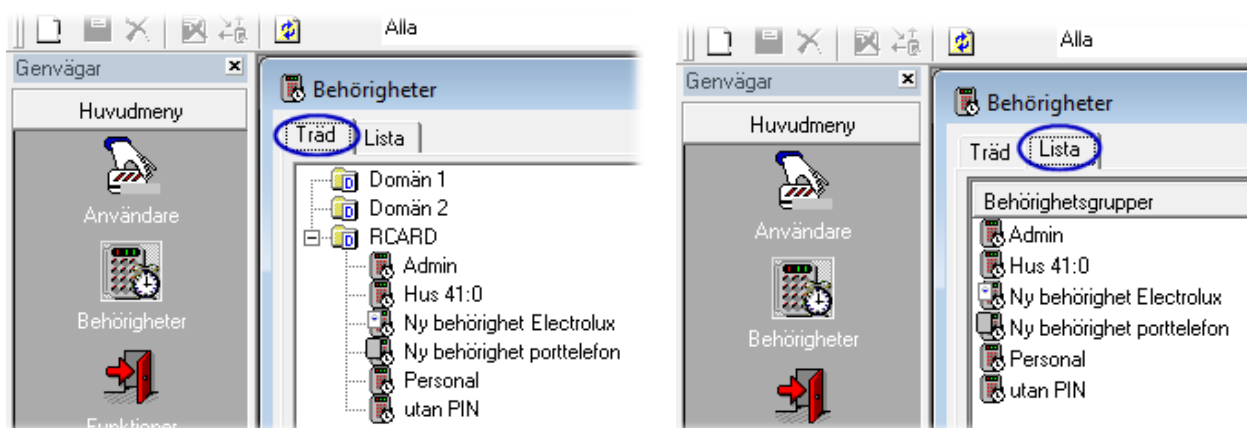 Alla
Genvägar
Huvudmeny
Användare
Behörigheter
Funktioner
Behörigheter
Träd Lista
Domän 1
Domän 2
RCARD
Admin
Hus 41:0
Ny behörighet Electrolux
Ny behörighet porttelefon
Personal
utan PIN
Alla
Genvägar
Huvudmeny
Användare
Behörigheter
Behörigheter
Träd Lista
Behörighetsgrupper
Admin
Hus 41:0
Ny behörighet Electrolux
Ny behörighet porttelefon
Personal
utan PIN